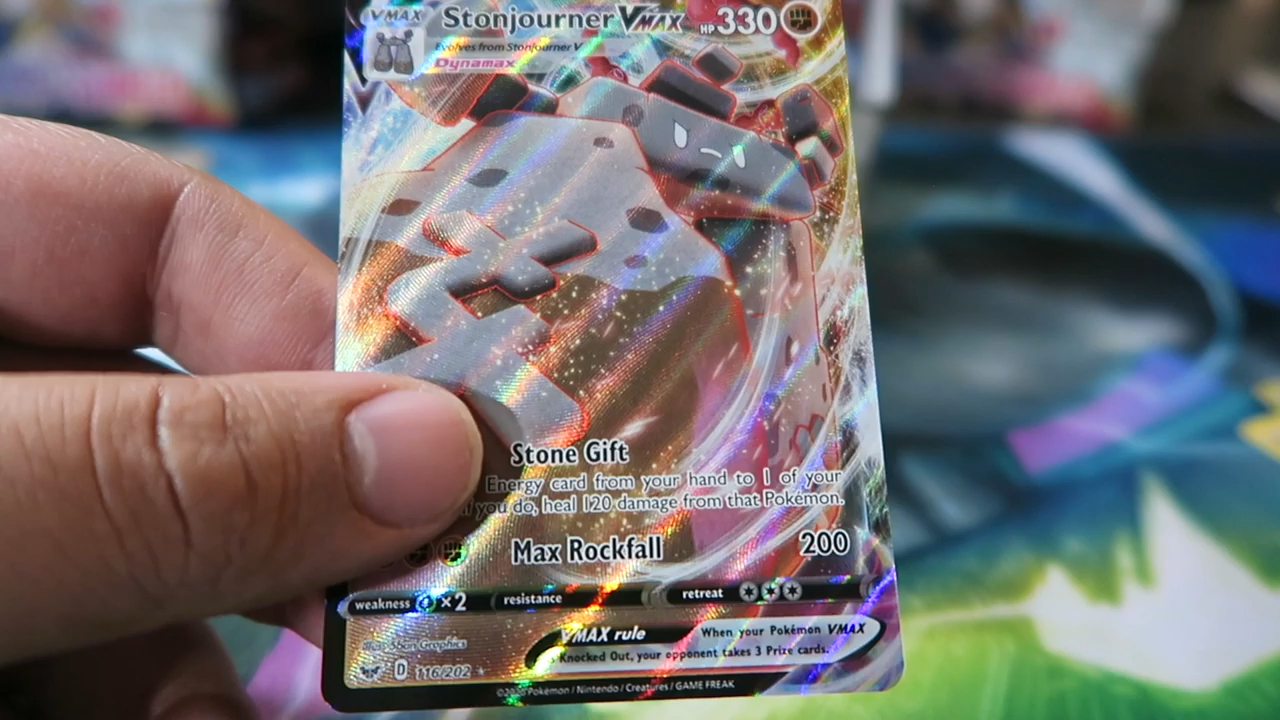 VMAX Stonjourner VMAX HP 330
Evolves from Stonjourner V
Dynamax
Stone Gift
Energy card from your hand to 1 of your
you do, heal 120 damage from that Pokémon.
Max Rockfall 200
weakness ×2 resistance retreat
VMAX rule When your Pokémon VMAX
Knocked Out, your opponent takes 3 Prize cards.
Illus. 5ban Graphics
D 116/202
©2020 Pokémon / Nintendo / Creatures / GAME FREAK